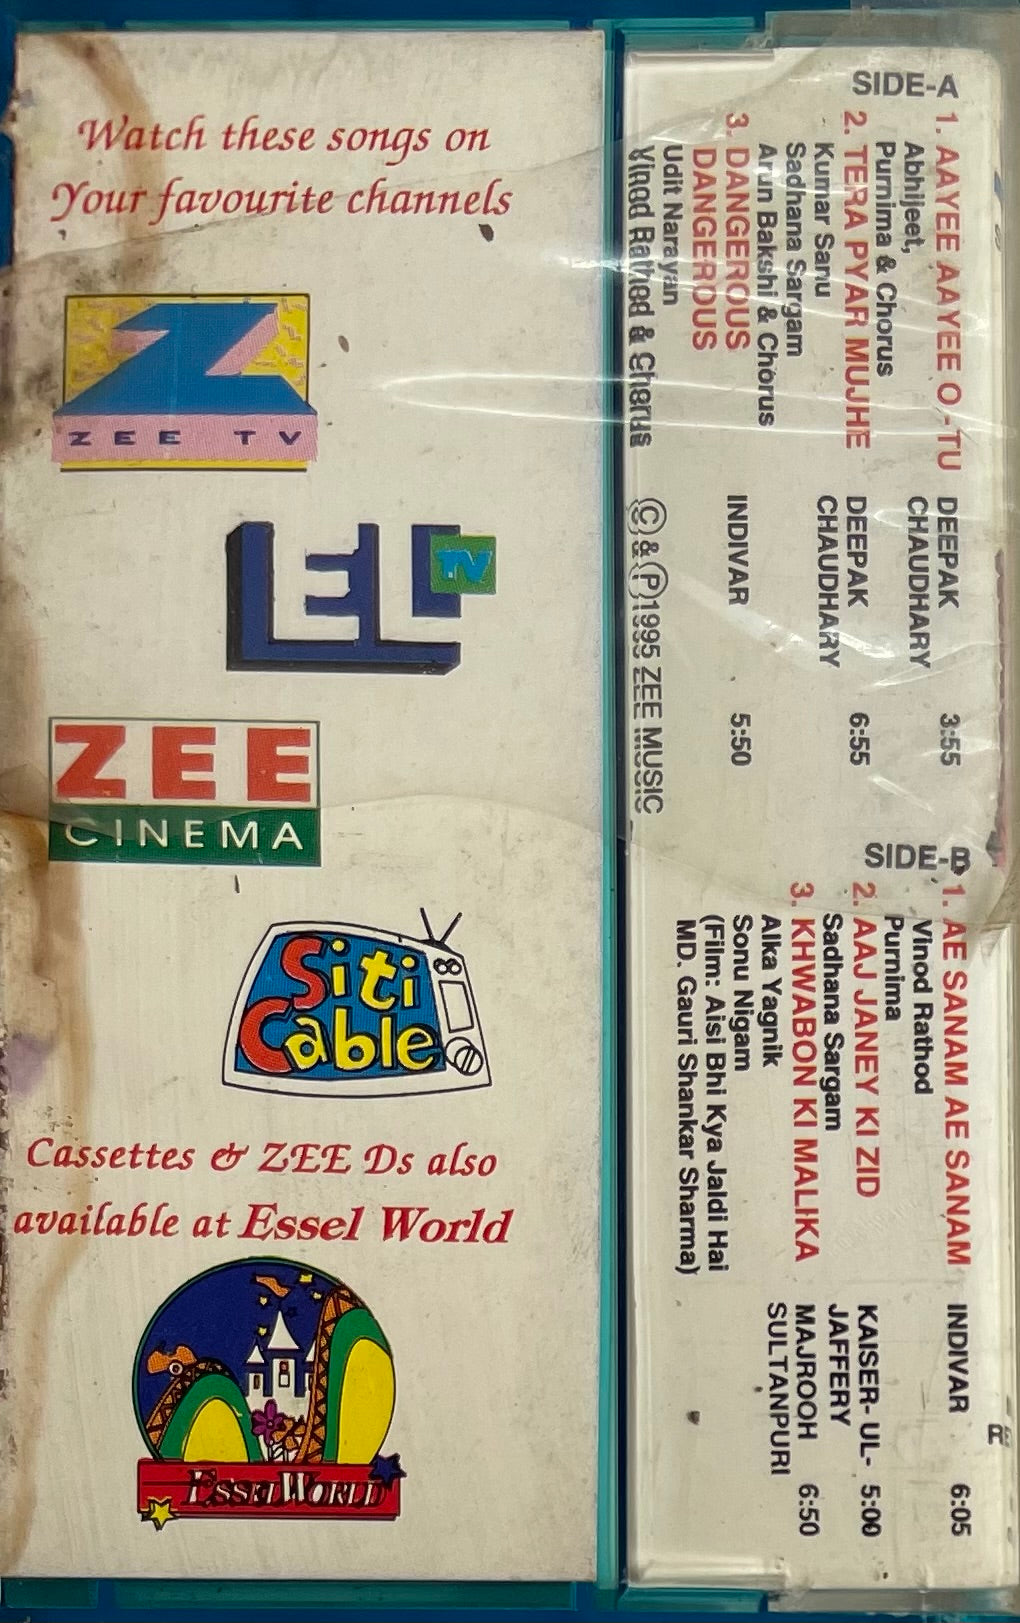 Watch these songs on
Your favourite channels
ZEE TV
EL TV
ZEE
CINEMA
Siti
Cable
Cassettes & ZEE Ds also
available at Essel World
ESSEL WORLD
SIDE-A
1. AAYEE AAYEE O -TU DEEPAK 3:55
Abhijeet, CHAUDHARY
Purnima & Chorus
2. TERA PYAR MUJHE DEEPAK 6:55
Kumar Sanu CHAUDHARY
Sadhana Sargam
Arun Bakshi & Chorus
3. DANGEROUS INDIVAR 5:50
DANGEROUS
Udit Narayan
Vinod Rathod & Chorus
© & ℗ 1995 ZEE MUSIC
SIDE-B
1. AE SANAM AE SANAM INDIVAR 6:05
Vinod Rathod
Purnima
2. AAJ JANEY KI ZID KAISER- UL- 5:00
Sadhana Sargam JAFFERY
3. KHWABON KI MALIKA MAJROOH 6:50
Alka Yagnik SULTANPURI
Sonu Nigam
(Film: Aisi Bhi Kya Jaldi Hai
MD. Gauri Shankar Sharma)